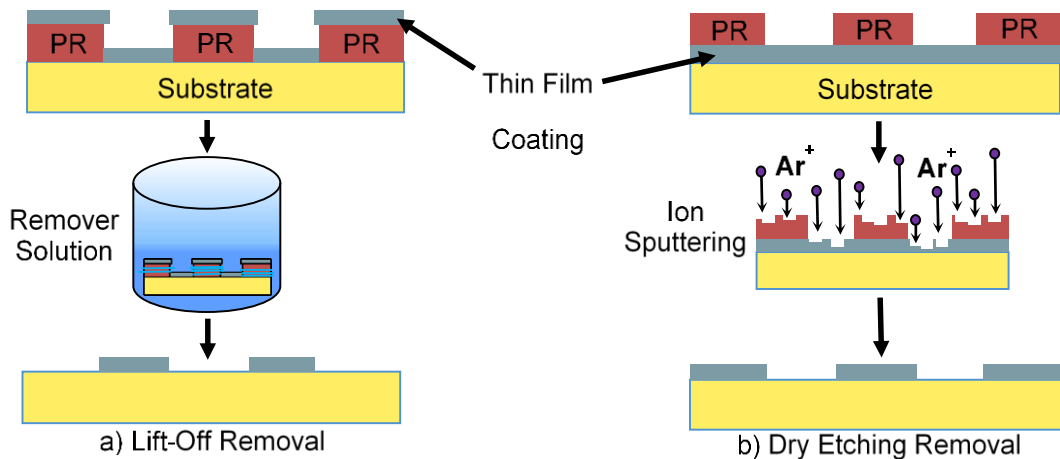 PR PR PR
Substrate
Thin Film
Coating
Remover
Solution
a) Lift-Off Removal
PR PR PR
Substrate
Ar+ Ar+
Ion
Sputtering
b) Dry Etching Removal